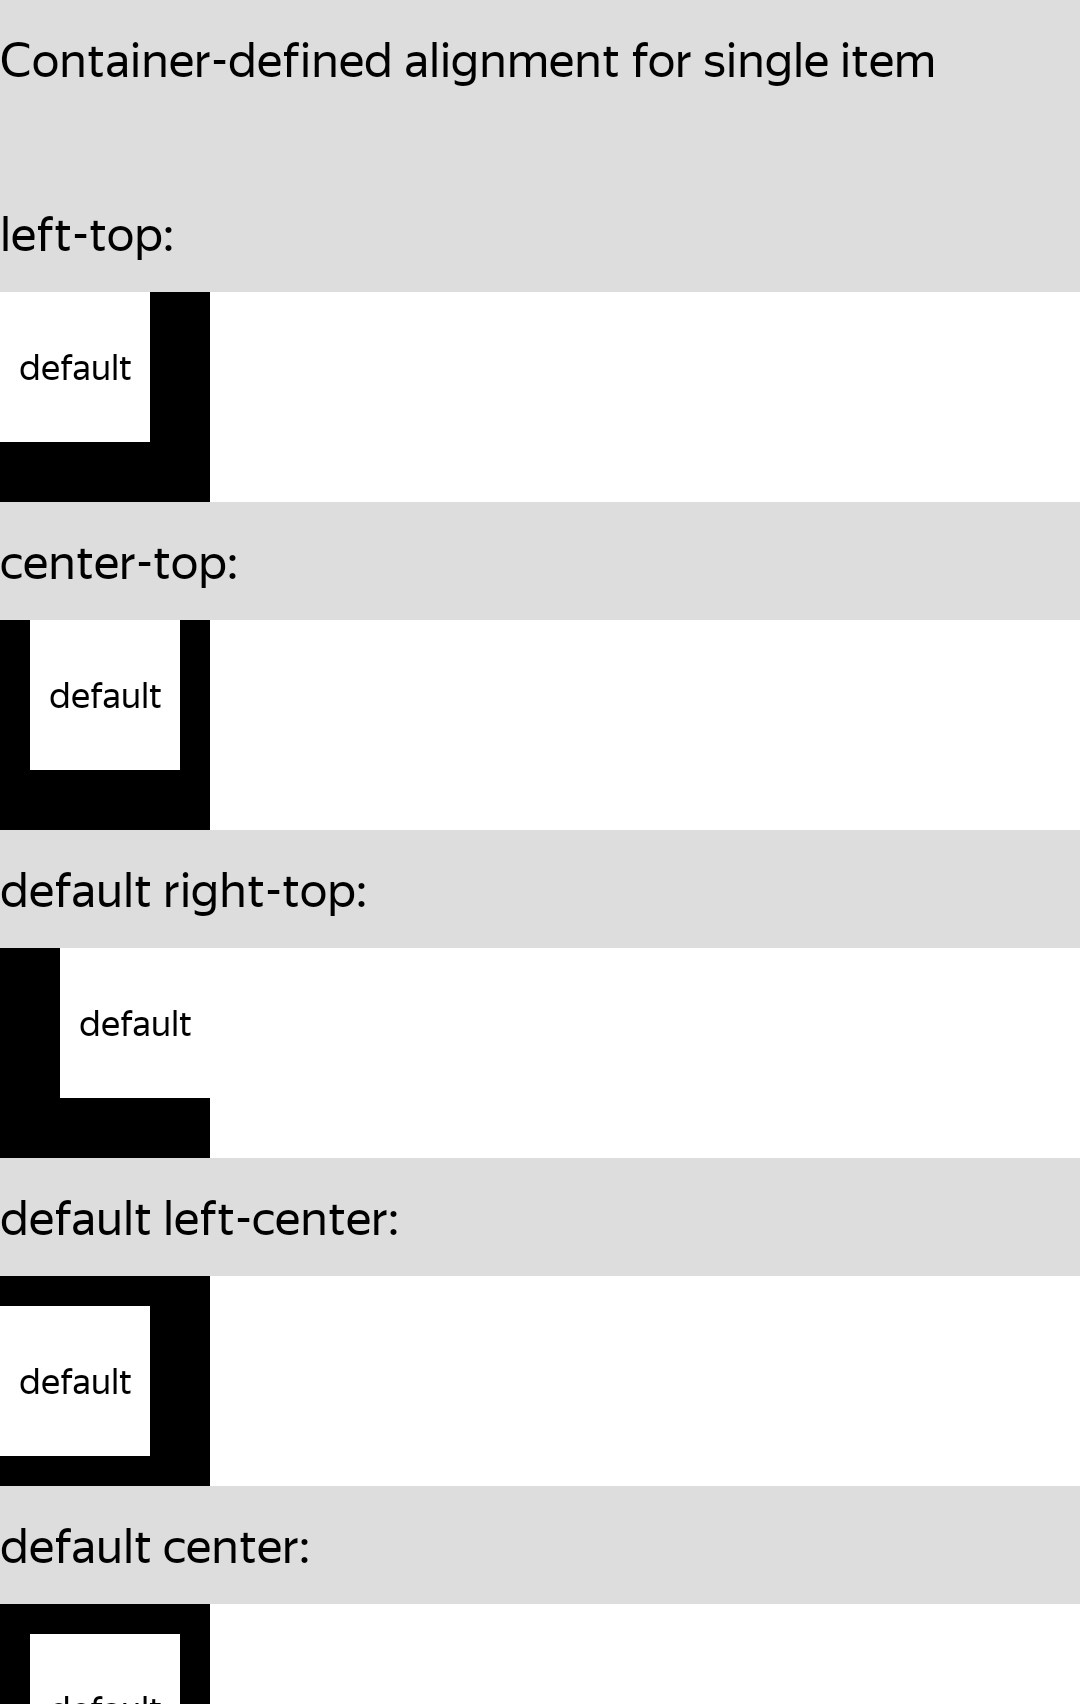 Container-defined alignment for single item
left-top:
default
center-top:
default
default right-top:
default
default left-center:
default
default center:
default